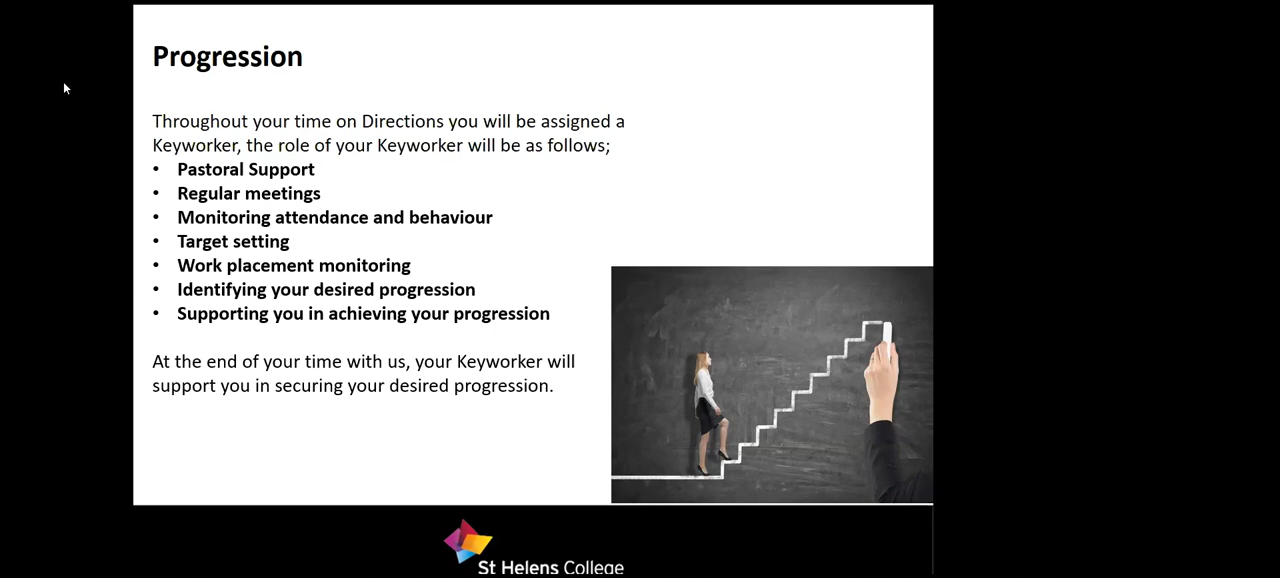 Progression
Throughout your time on Directions you will be assigned a
Keyworker, the role of your Keyworker will be as follows;
• Pastoral Support
• Regular meetings
• Monitoring attendance and behaviour
• Target setting
• Work placement monitoring
• Identifying your desired progression
• Supporting you in achieving your progression
At the end of your time with us, your Keyworker will
support you in securing your desired progression.
St Helens College